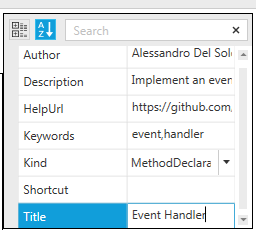 Search
Author Alessandro Del Sol
Description Implement an even
HelpUrl https://github.com,
Keywords event,handler
Kind MethodDeclara
Shortcut
Title Event Handler